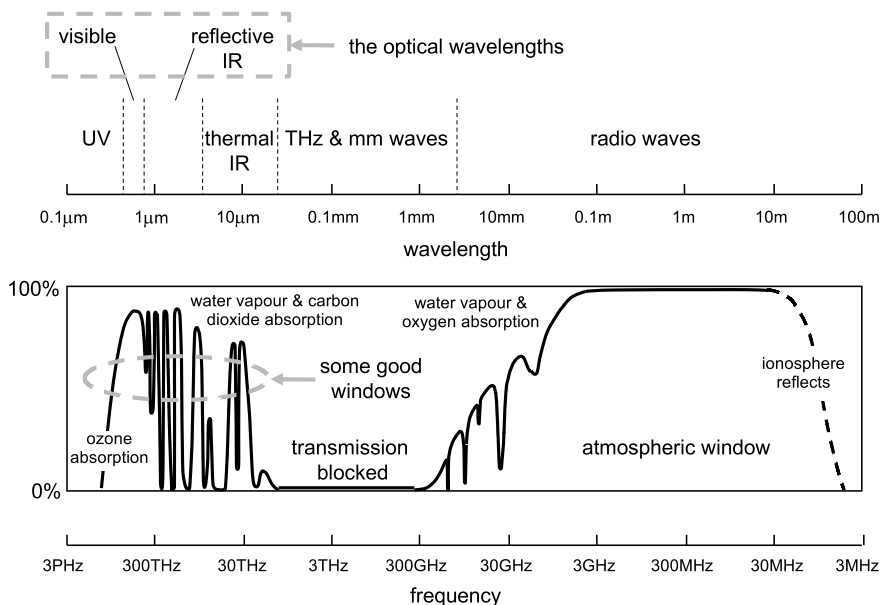 visible
reflective
IR
the optical wavelengths
UV
thermal
IR
THz & mm waves
radio waves
0.1μm
1μm
10μm
0.1mm
1mm
10mm
0.1m
1m
10m
100m
wavelength
100%
water vapour & carbon
dioxide absorption
water vapour &
oxygen absorption
some good
windows
ionosphere
reflects
ozone
absorption
transmission
blocked
atmospheric window
0%
3PHz
300THz
30THz
3THz
300GHz
30GHz
3GHz
300MHz
30MHz
3MHz
frequency